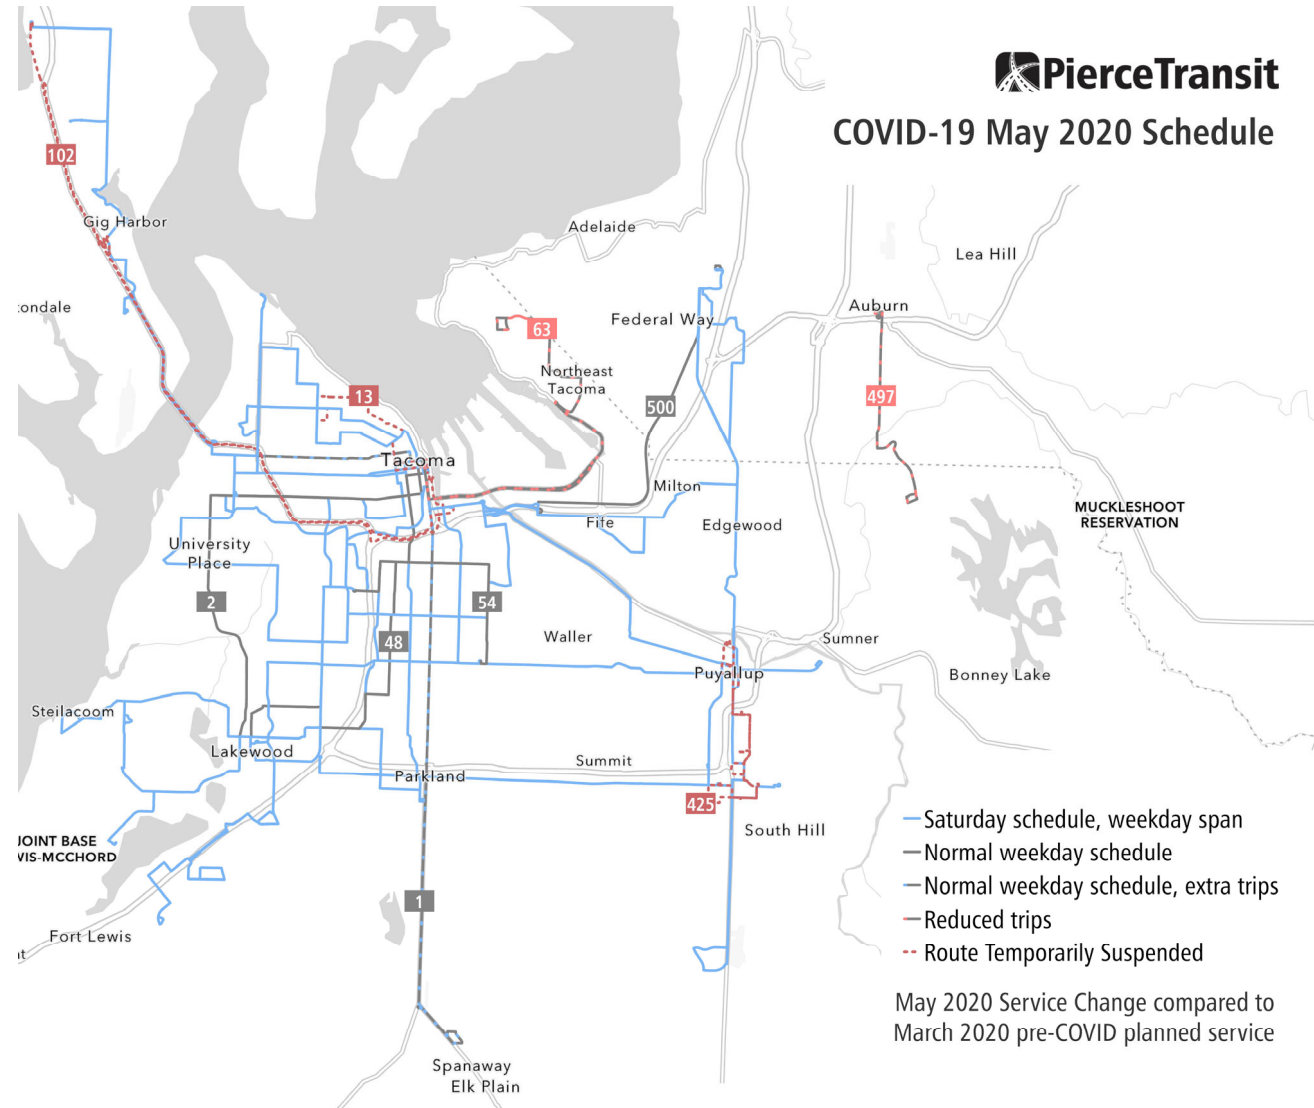 PierceTransit
COVID-19 May 2020 Schedule
102
Gig Harbor
Adelaide
Lea Hill
ondale
Auburn
Federal Way
63
Northeast
Tacoma
13
500
497
Tacoma
Milton
MUCKLESHOOT
RESERVATION
Fife
Edgewood
University
Place
2
54
48
Waller
Sumner
Puyallup
Bonney Lake
Steilacoom
Lakewood
Summit
Parkland
425
South Hill
JOINT BASE
WIS-MCCHORD
1
Fort Lewis
Spanaway
Elk Plain
Saturday schedule, weekday span
Normal weekday schedule
Normal weekday schedule, extra trips
Reduced trips
Route Temporarily Suspended
May 2020 Service Change compared to
March 2020 pre-COVID planned service